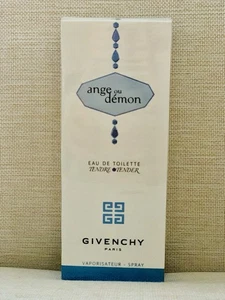 ange ou
démon
EAU DE TOILETTE
TENDRE TENDER
GIVENCHY
PARIS
VAPORISATEUR - SPRAY